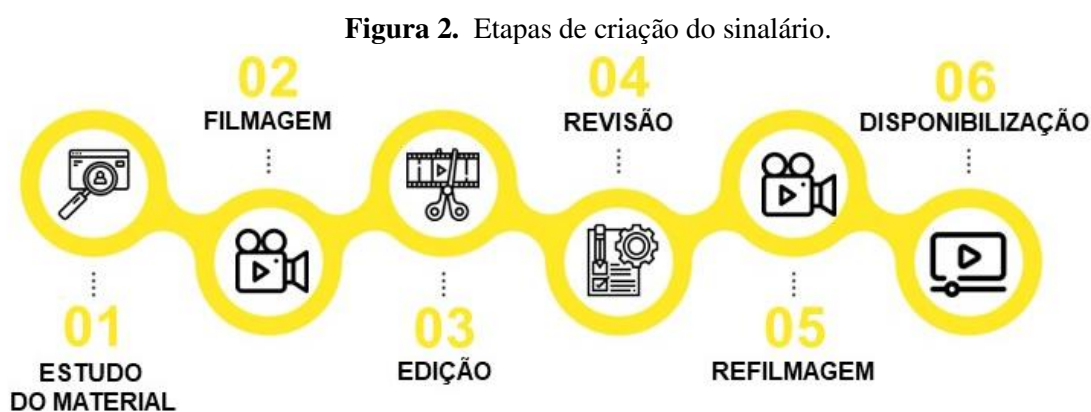 Figura 2. Etapas de criação do sinalário.
01
ESTUDO
DO MATERIAL
02
FILMAGEM
03
EDIÇÃO
04
REVISÃO
05
REFILMAGEM
06
DISPONIBILIZAÇÃO